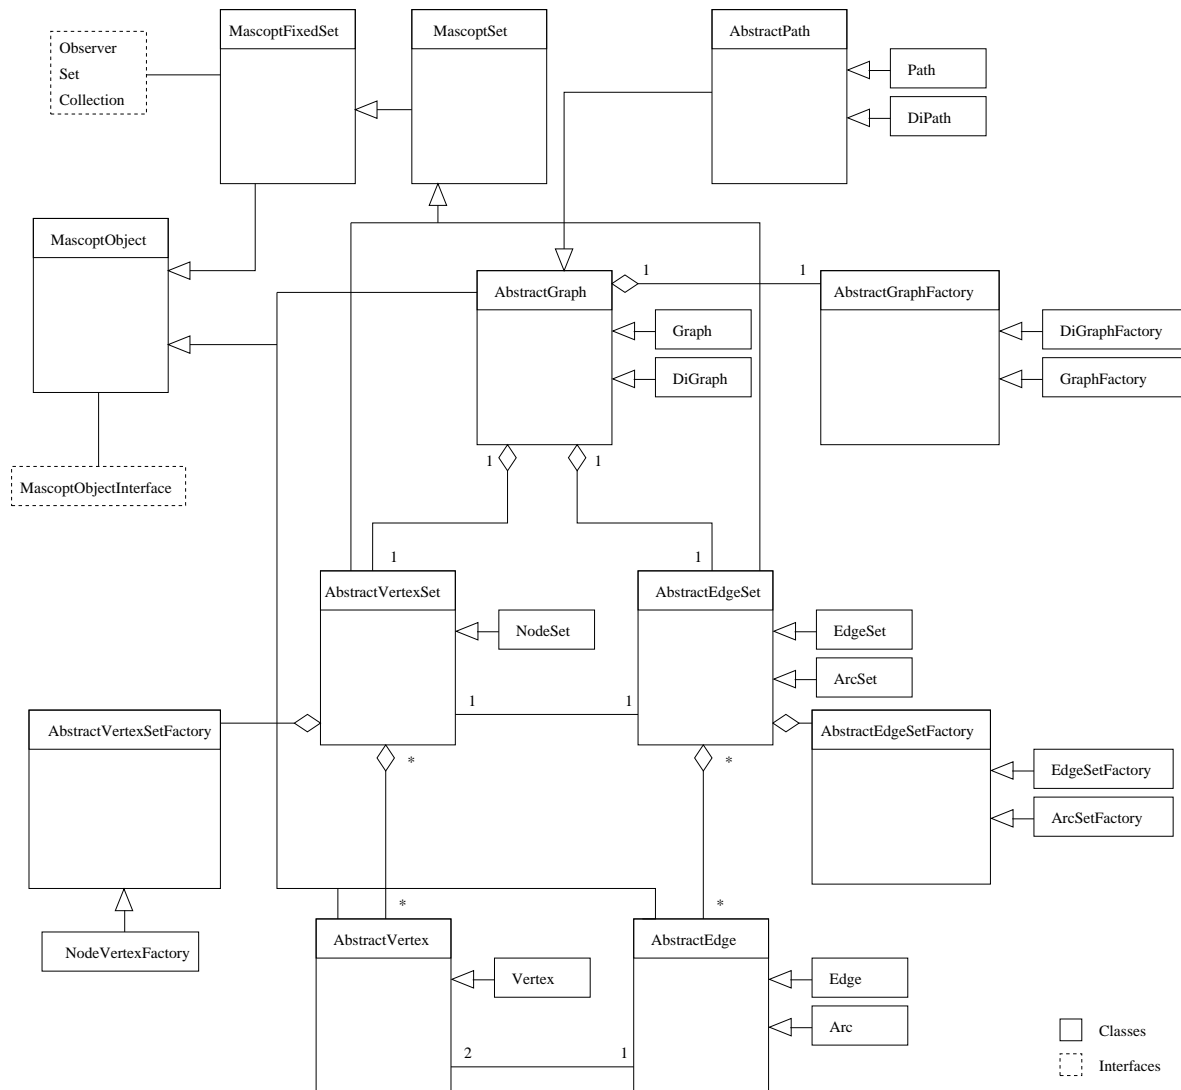 MascoptFixedSet
MascoptSet
AbstractPath
Observer
Set
Collection
Path
DiPath
MascoptObject
AbstractGraph
1
1
AbstractGraphFactory
Graph
DiGraph
DiGraphFactory
GraphFactory
1
1
MascoptObjectInterface
1
1
AbstractVertexSet
AbstractEdgeSet
NodeSet
EdgeSet
ArcSet
1
1
AbstractVertexSetFactory
AbstractEdgeSetFactory
*
*
EdgeSetFactory
ArcSetFactory
*
*
AbstractVertex
AbstractEdge
NodeVertexFactory
Vertex
Edge
Arc
2
1
Classes
Interfaces